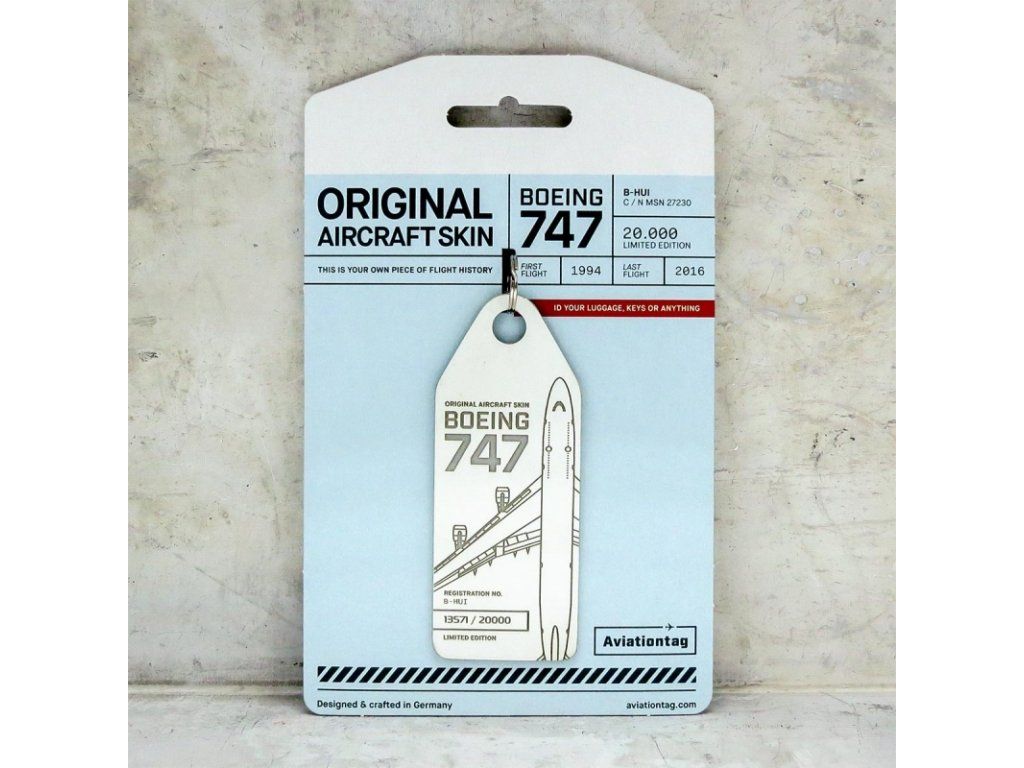 ORIGINAL
AIRCRAFT SKIN
BOEING
747
B-HUI
C / N MSN 27230
20.000
LIMITED EDITION
THIS IS YOUR OWN PIECE OF FLIGHT HISTORY
FIRST
FLIGHT
1994
LAST
FLIGHT
2016
ID YOUR LUGGAGE, KEYS OR ANYTHING
ORIGINAL AIRCRAFT SKIN
BOEING
747
REGISTRATION NO.
B-HUI
13571 / 20000
LIMITED EDITION
Aviationtag
Designed & crafted in Germany
aviationtag.com